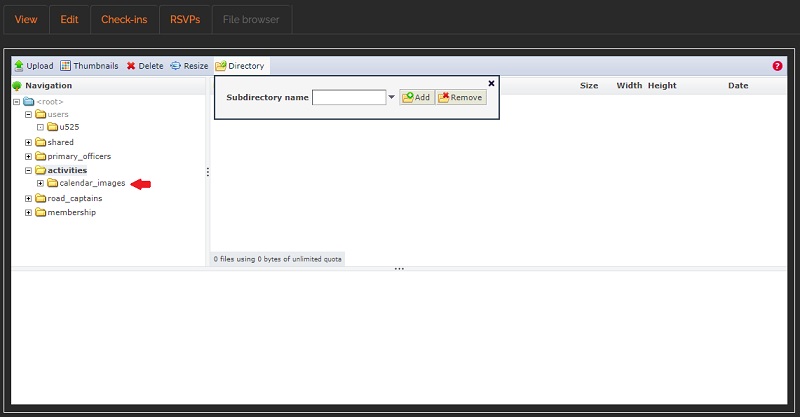 View Edit Check-ins RSVPs File browser
Upload Thumbnails Delete Resize Directory ?
Navigation Size Width Height Date
Subdirectory name Add Remove
<root>
users
u525
shared
primary_officers
activities
calendar_images
road_captains
membership
0 files using 0 bytes of unlimited quota